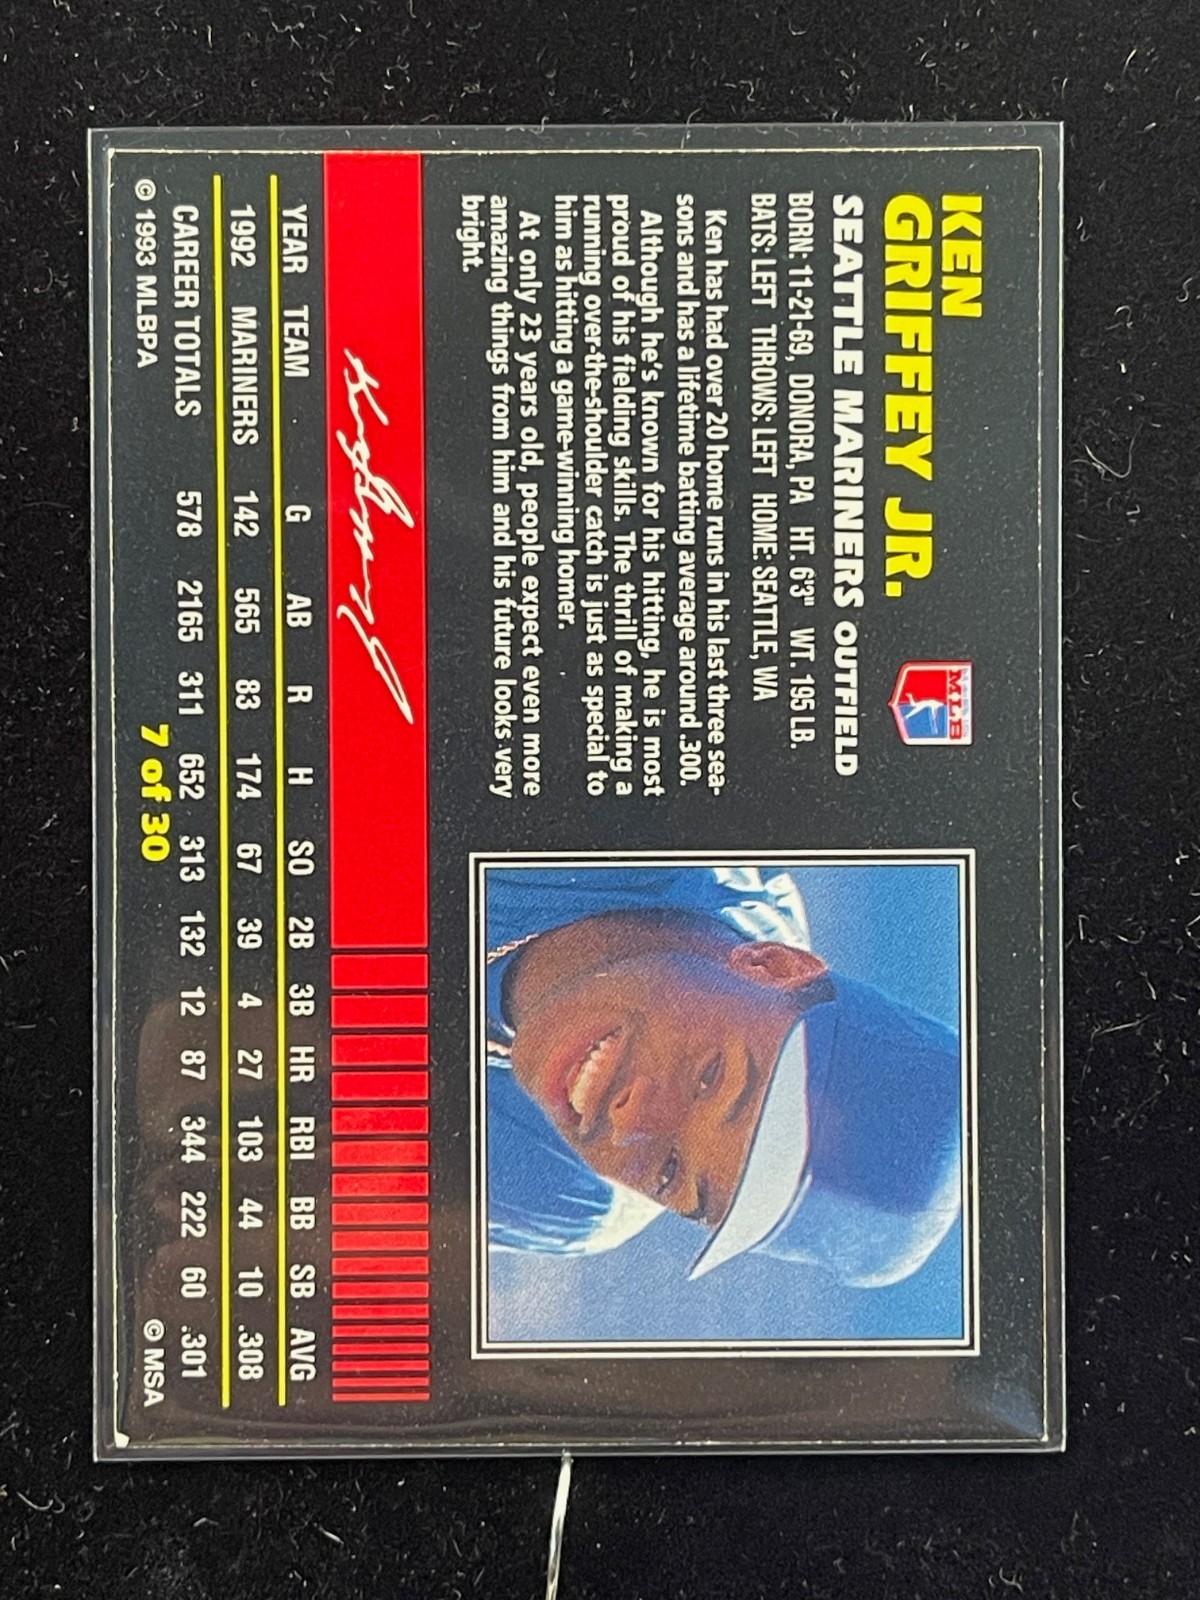 KEN
GRIFFEY JR.
MLB
SEATTLE MARINERS OUTFIELD
BORN: 11-21-69, DONORA, PA HT. 6'3" WT. 195 LB.
BATS: LEFT THROWS: LEFT HOME: SEATTLE, WA
Ken has had over 20 home runs in his last three sea-
sons and has a lifetime batting average around .300.
Although he's known for his hitting, he is most
proud of his fielding skills. The thrill of making a
running over-the-shoulder catch is just as special to
him as hitting a game-winning homer.
At only 23 years old, people expect even more
amazing things from him and his future looks very
bright.
YEAR TEAM G AB R H SO 2B 3B HR RBI BB SB AVG
1992 MARINERS 142 565 83 174 67 39 4 27 103 44 10 .308
CAREER TOTALS 578 2165 311 652 313 132 12 87 344 222 60 .301
© 1993 MLBPA 7 of 30 © MSA